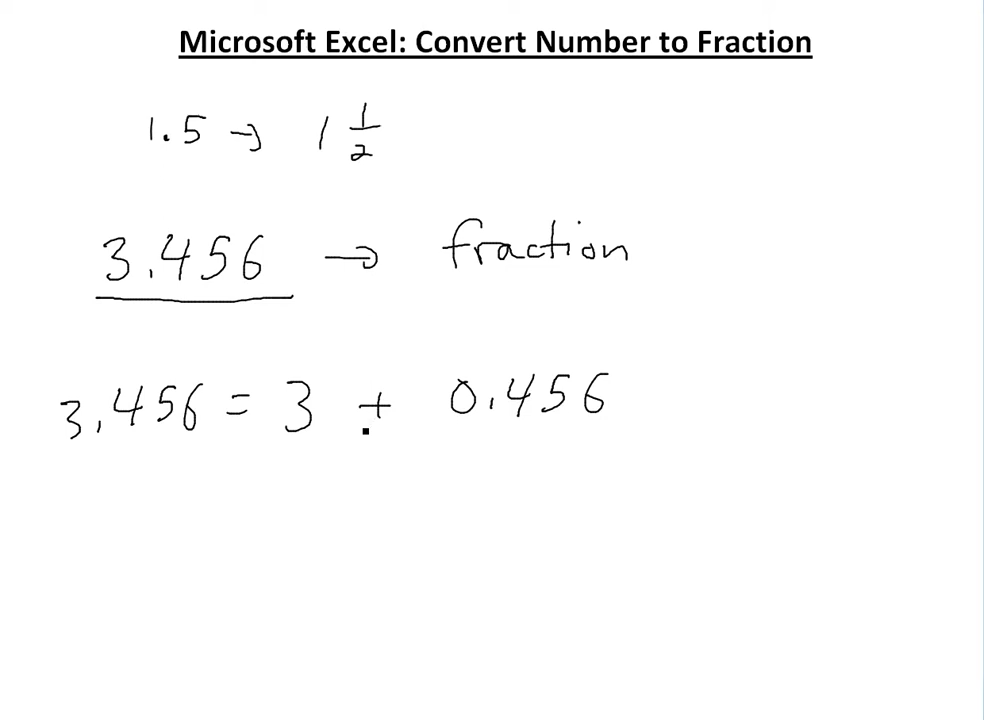 Microsoft Excel: Convert Number to Fraction
1.5 → 1 1/2
3.456 → fraction
3.456 = 3 + 0.456